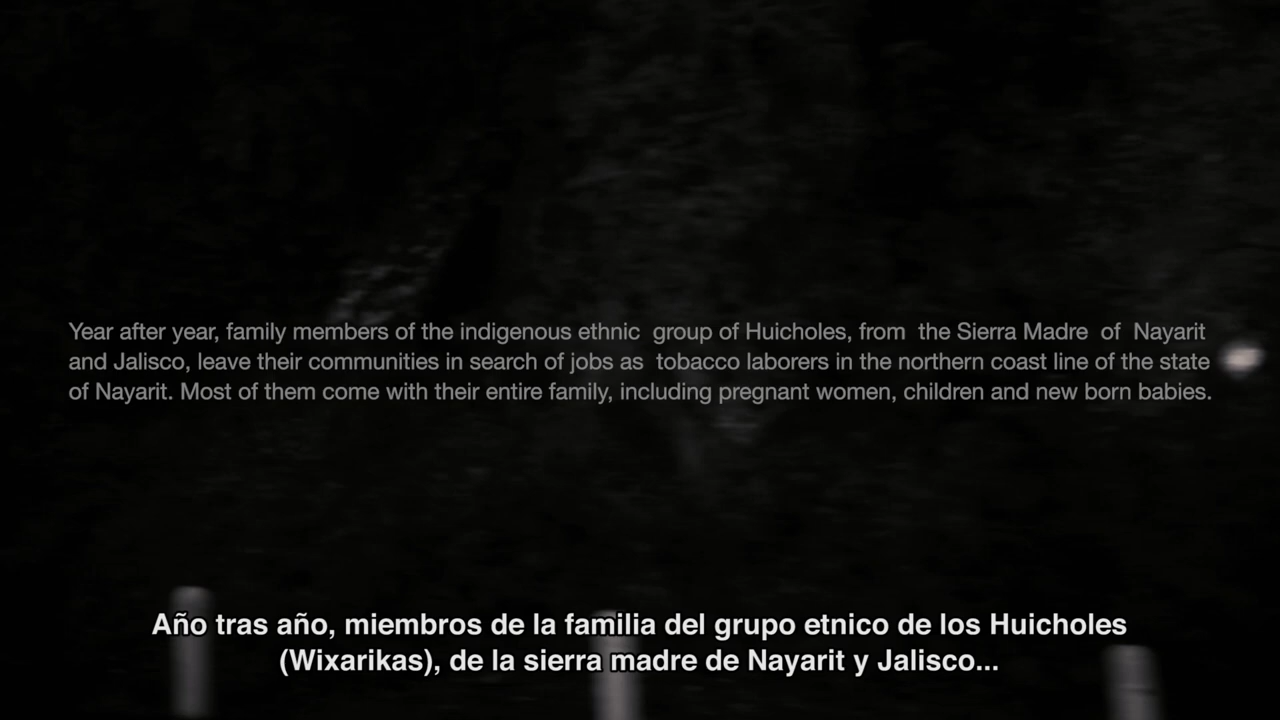 Year after year, family members of the indigenous ethnic group of Huicholes, from the Sierra Madre of Nayarit
and Jalisco, leave their communities in search of jobs as tobacco laborers in the northern coast line of the state
of Nayarit. Most of them come with their entire family, including pregnant women, children and new born babies.
Año tras año, miembros de la familia del grupo etnico de los Huicholes
(Wixarikas), de la sierra madre de Nayarit y Jalisco...